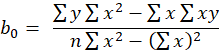 b₀ = (∑ y ∑ x² − ∑ x ∑ xy) / (n ∑ x² − (∑ x)²)